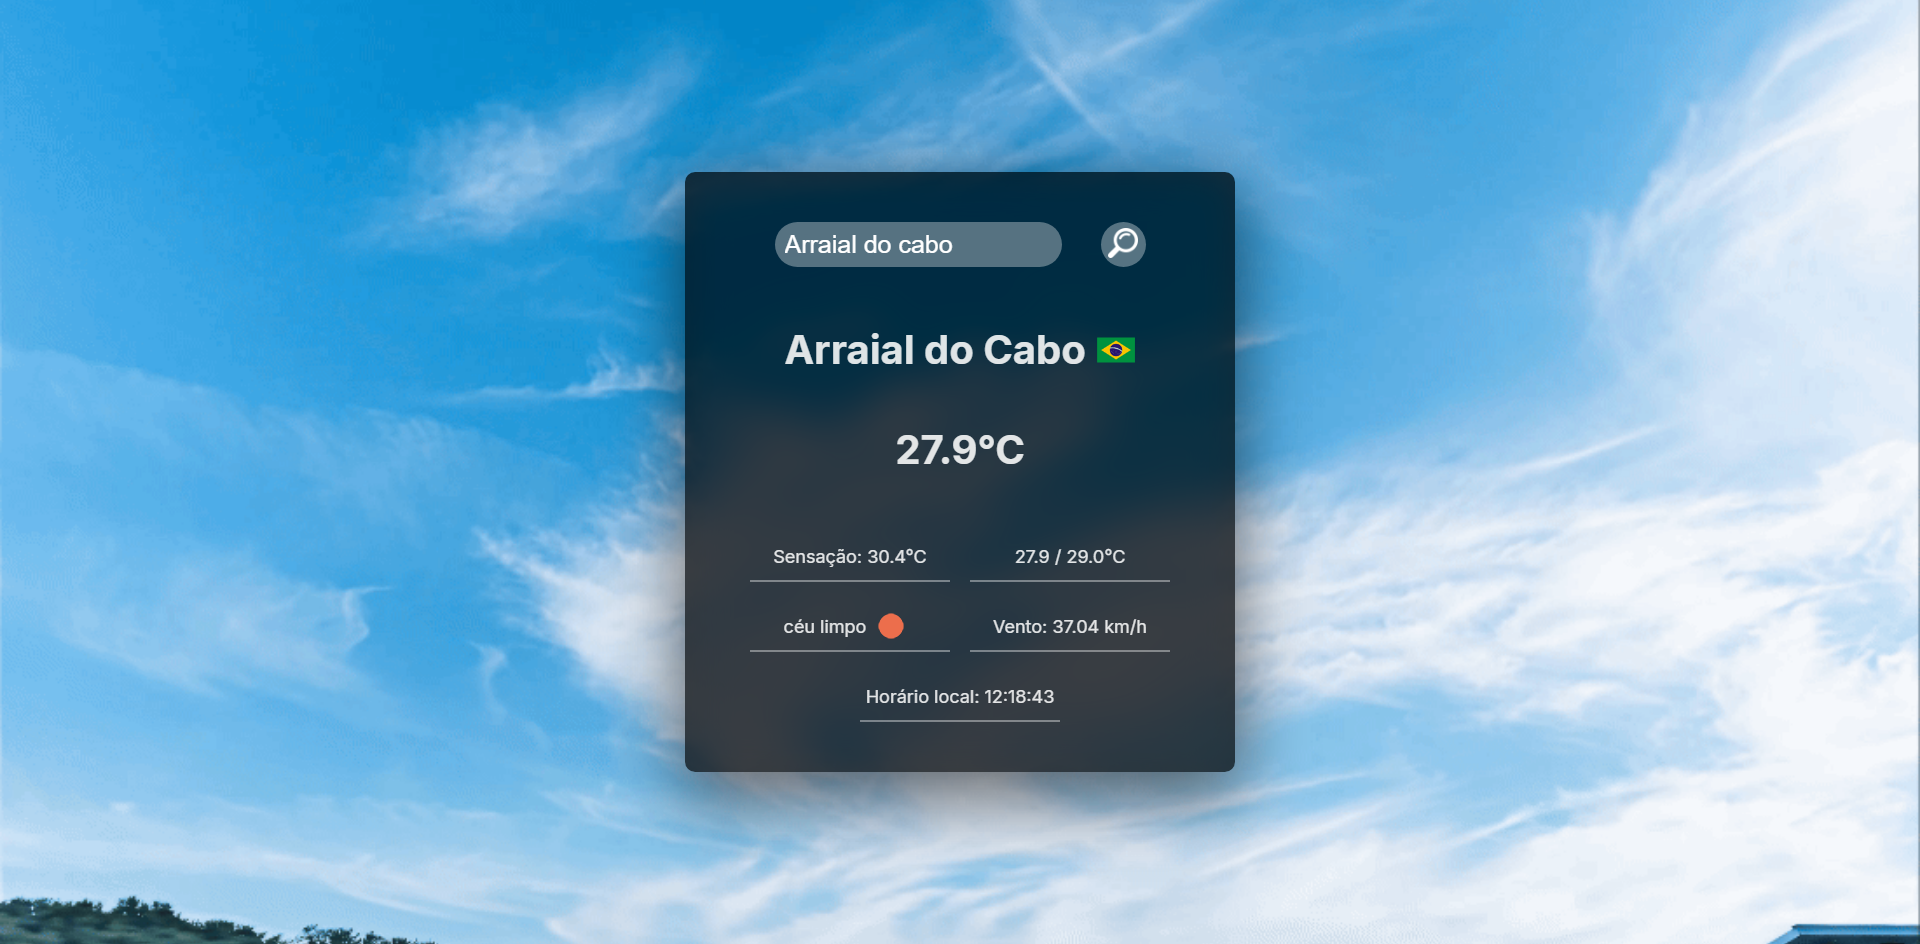 Arraial do cabo
Arraial do Cabo
27.9°C
Sensação: 30.4°C
27.9 / 29.0°C
céu limpo
Vento: 37.04 km/h
Horário local: 12:18:43